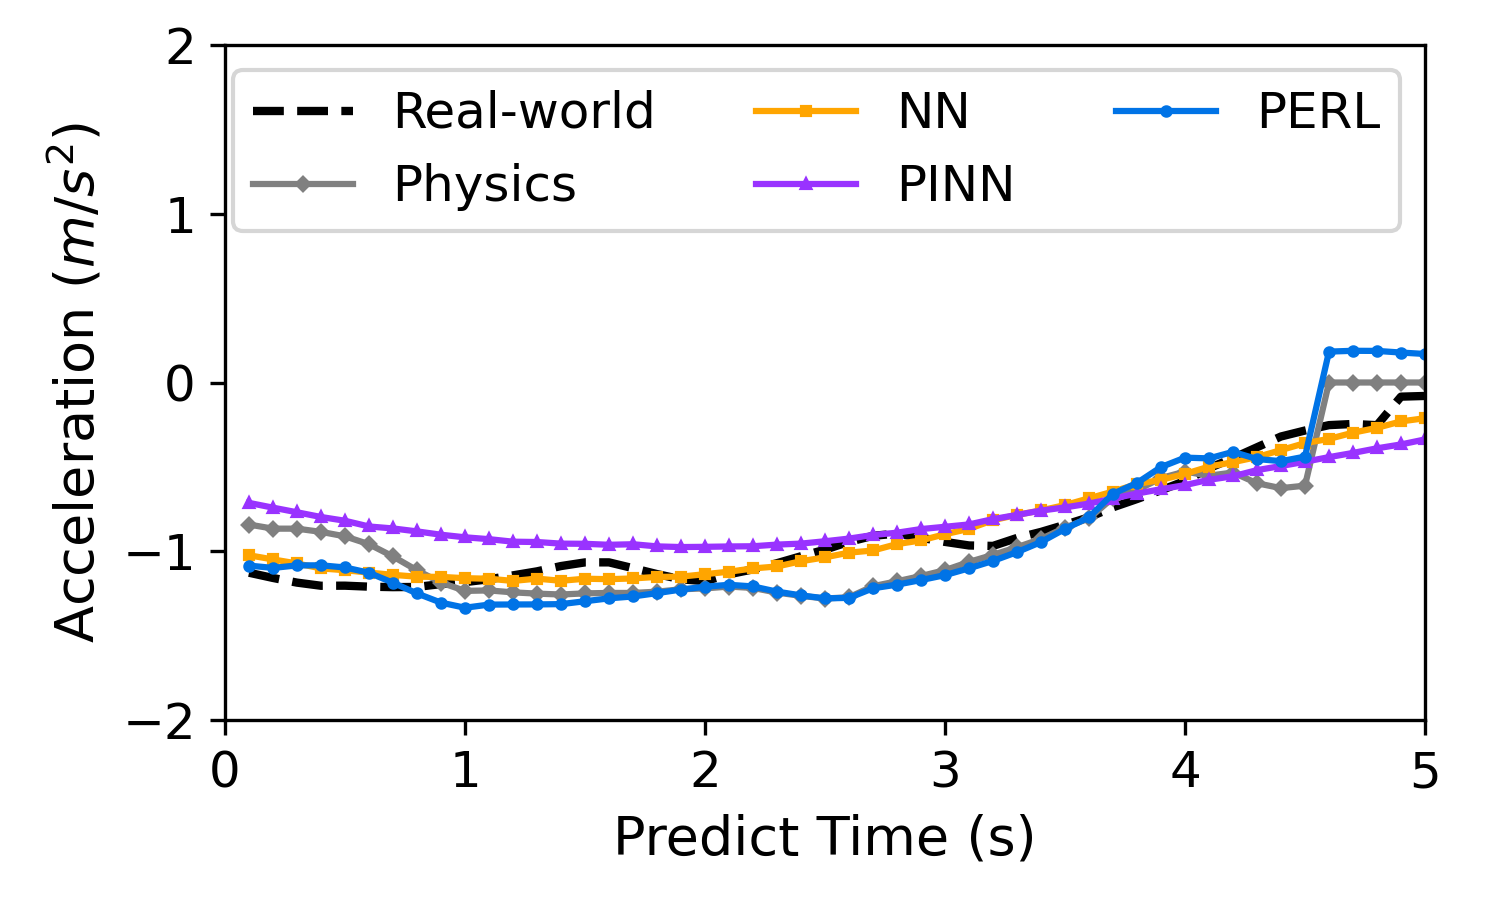 2
1
0
−1
−2
Acceleration (m/s²)
Real-world
Physics
NN
PINN
PERL
0 1 2 3 4 5
Predict Time (s)